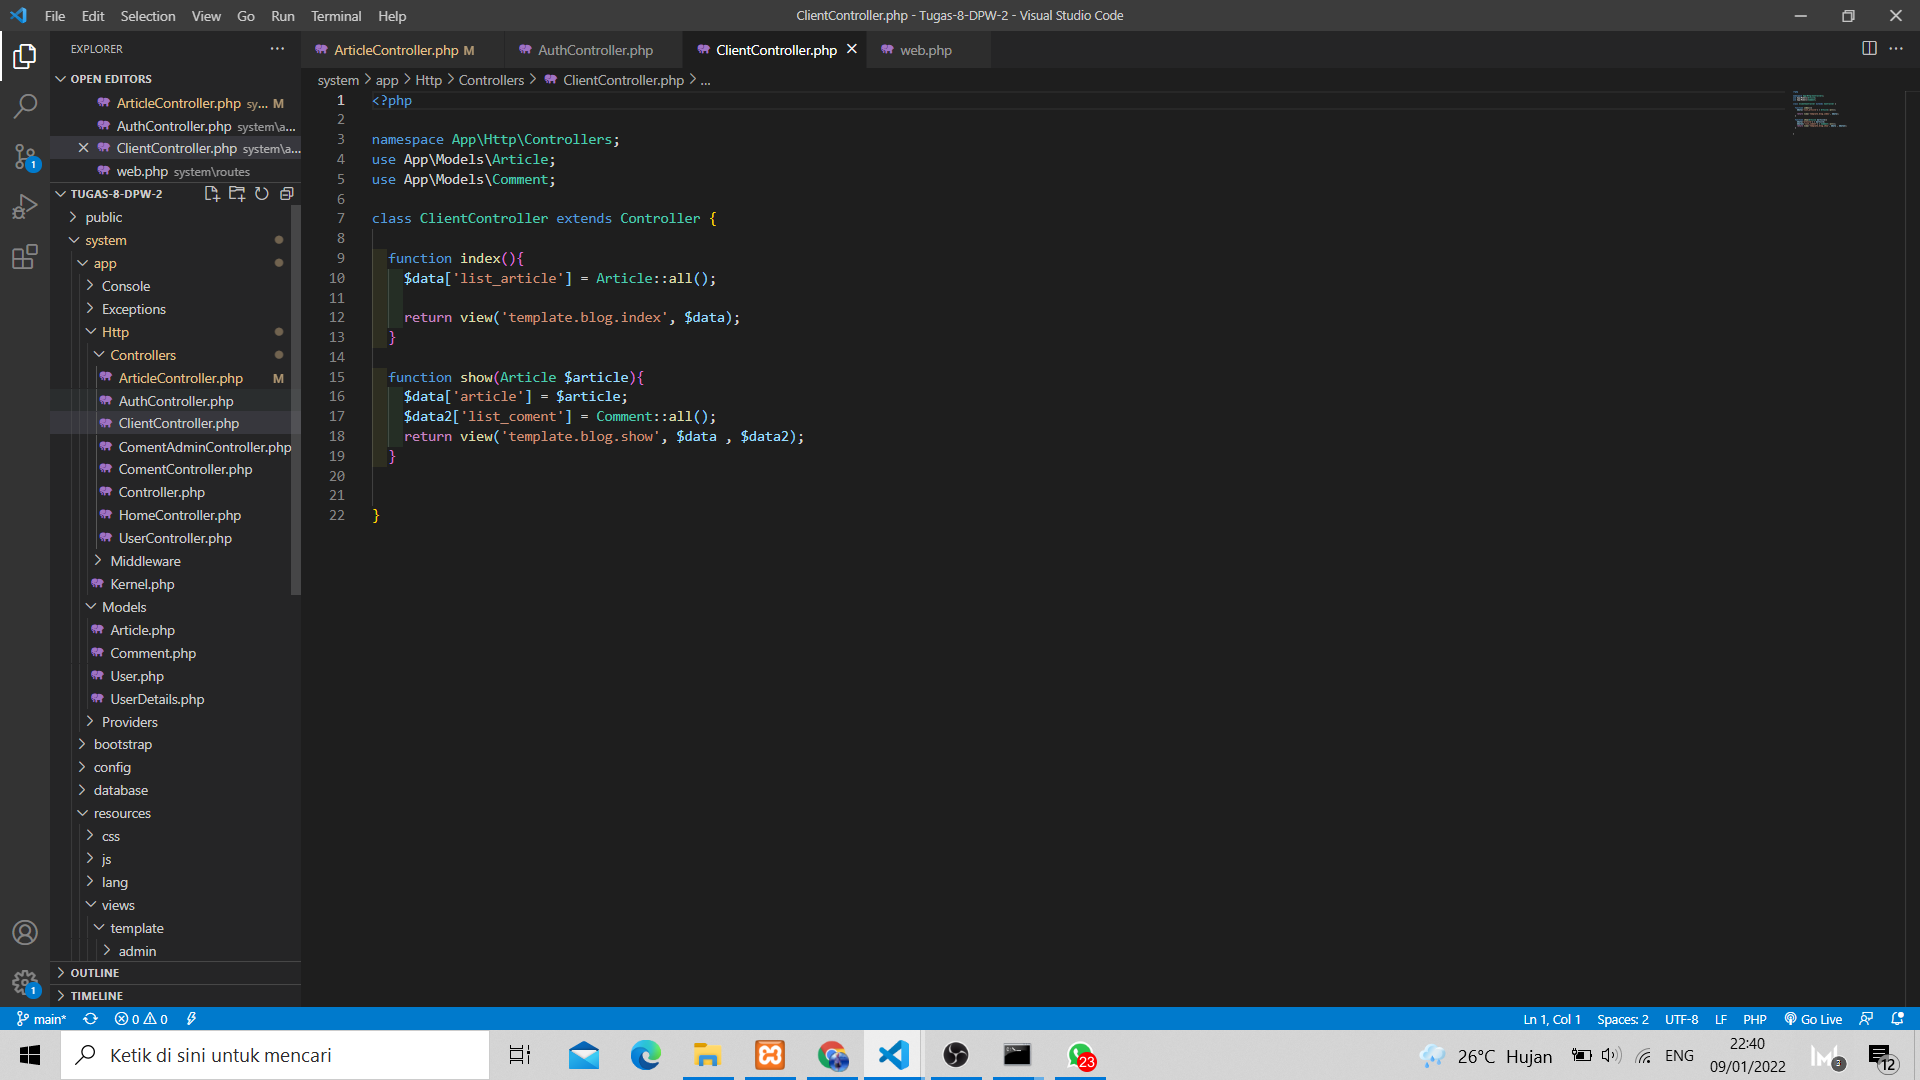 File Edit Selection View Go Run Terminal Help
ClientController.php - Tugas-8-DPW-2 - Visual Studio Code
EXPLORER
OPEN EDITORS
ArticleController.php sy... M
AuthController.php system\a...
ClientController.php system\a...
web.php system\routes
TUGAS-8-DPW-2
public
system
app
Console
Exceptions
Http
Controllers
ArticleController.php M
AuthController.php
ClientController.php
ComentAdminController.php
ComentController.php
Controller.php
HomeController.php
UserController.php
Middleware
Kernel.php
Models
Article.php
Comment.php
User.php
UserDetails.php
Providers
bootstrap
config
database
resources
css
js
lang
views
template
admin
OUTLINE
TIMELINE
1
1
ArticleController.php M AuthController.php ClientController.php web.php
system > app > Http > Controllers > ClientController.php > ...
1 <?php
2
3 namespace App\Http\Controllers;
4 use App\Models\Article;
5 use App\Models\Comment;
6
7 class ClientController extends Controller {
8
9 function index(){
10 $data['list_article'] = Article::all();
11
12 return view('template.blog.index', $data);
13 }
14
15 function show(Article $article){
16 $data['article'] = $article;
17 $data2['list_coment'] = Comment::all();
18 return view('template.blog.show', $data , $data2);
19 }
20
21
22 }
main* 0 0
Ln 1, Col 1 Spaces: 2 UTF-8 LF PHP Go Live
Ketik di sini untuk mencari
23
26°C Hujan
ENG
22:40
09/01/2022
3
12